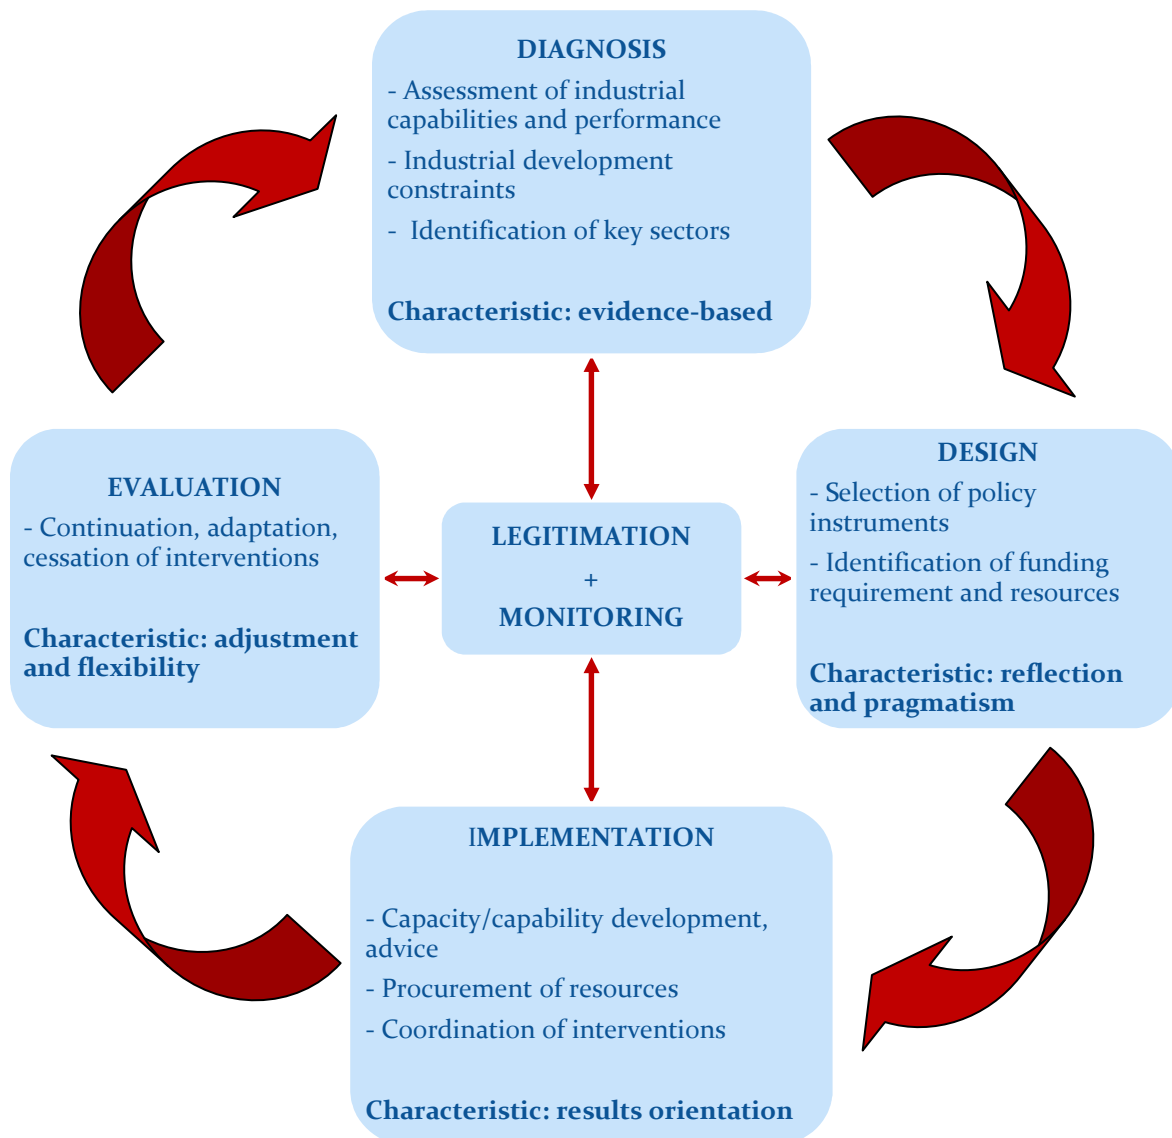 DIAGNOSIS
- Assessment of industrial
capabilities and performance
- Industrial development
constraints
- Identification of key sectors
Characteristic: evidence-based
EVALUATION
- Continuation, adaptation,
cessation of interventions
Characteristic: adjustment
and flexibility
LEGITIMATION
+
MONITORING
DESIGN
- Selection of policy
instruments
- Identification of funding
requirement and resources
Characteristic: reflection
and pragmatism
IMPLEMENTATION
- Capacity/capability development,
advice
- Procurement of resources
- Coordination of interventions
Characteristic: results orientation